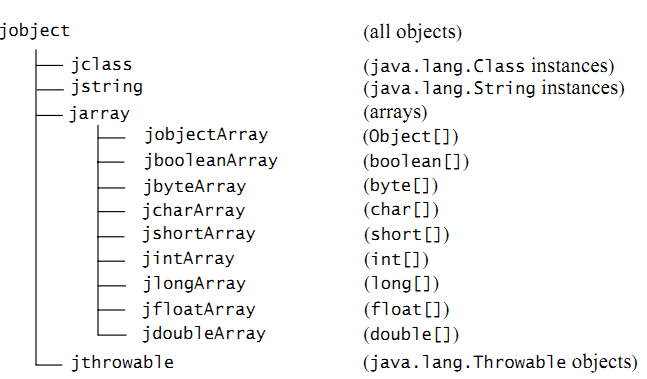 jobject (all objects)
jclass (java.lang.Class instances)
jstring (java.lang.String instances)
jarray (arrays)
jobjectArray (Object[])
jbooleanArray (boolean[])
jbyteArray (byte[])
jcharArray (char[])
jshortArray (short[])
jintArray (int[])
jlongArray (long[])
jfloatArray (float[])
jdoubleArray (double[])
jthrowable (java.lang.Throwable objects)